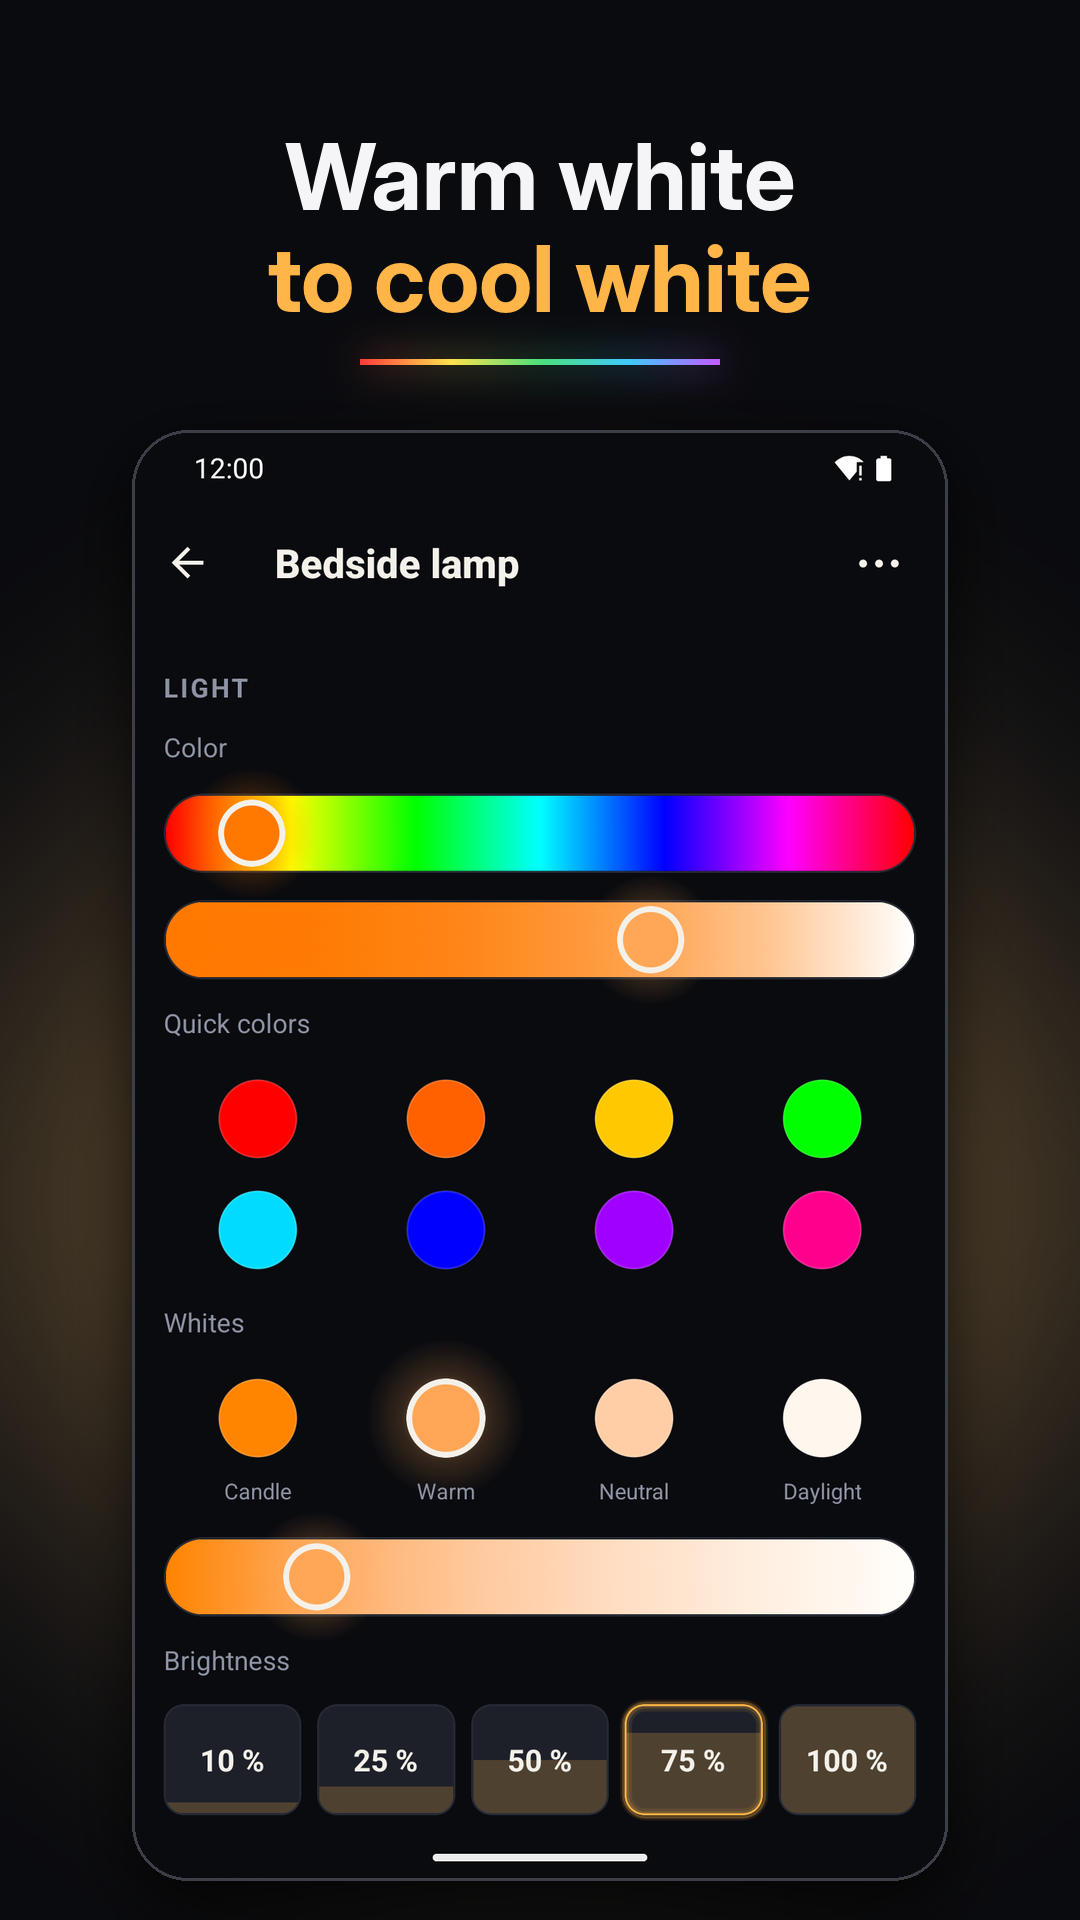 Warm white
to cool white
12:00
Bedside lamp
LIGHT
Color
Quick colors
Whites
Candle Warm Neutral Daylight
Brightness
10 % 25 % 50 % 75 % 100 %